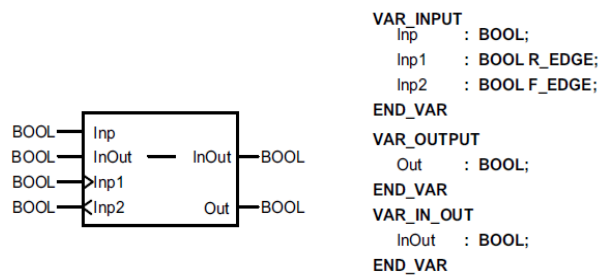 BOOL Inp
BOOL InOut InOut BOOL
BOOL Inp1
BOOL Inp2 Out BOOL
VAR_INPUT
Inp : BOOL;
Inp1 : BOOL R_EDGE;
Inp2 : BOOL F_EDGE;
END_VAR
VAR_OUTPUT
Out : BOOL;
END_VAR
VAR_IN_OUT
InOut : BOOL;
END_VAR